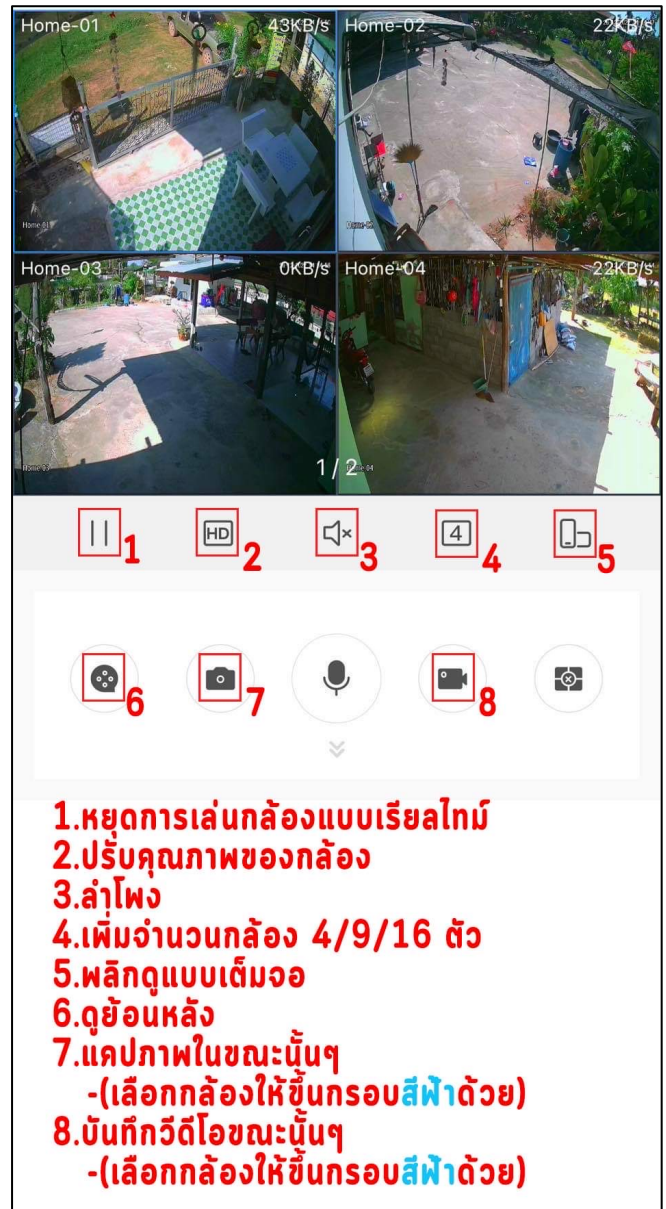 Home-01 43KB/s Home-02 22KB/s
Home-01
Home-03 0KB/s Home-04 22KB/s
1/2
Home-03 Home-04
HD 4
1 2 3 4 5
6 7 8
1.หยุดการเล่นกล้องแบบเรียลไทม์
2.ปรับคุณภาพของกล้อง
3.ลำโพง
4.เพิ่มจำนวนกล้อง 4/9/16 ตัว
5.พลิกดูแบบเต็มจอ
6.ดูย้อนหลัง
7.แคปภาพในขณะนั้นๆ
-(เลือกกล้องให้ขึ้นกรอบสีฟ้าด้วย)
8.บันทึกวีดีโอขณะนั้นๆ
-(เลือกกล้องให้ขึ้นกรอบสีฟ้าด้วย)